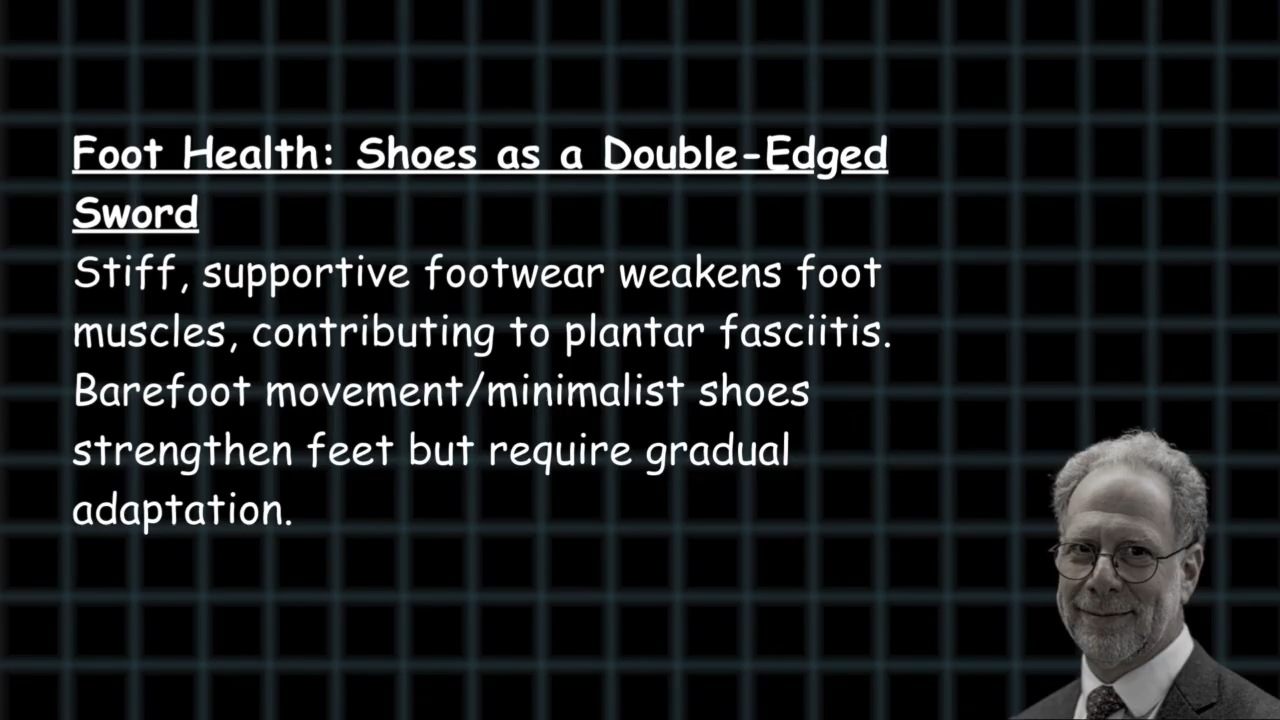 Foot Health: Shoes as a Double-Edged
Sword
Stiff, supportive footwear weakens foot
muscles, contributing to plantar fasciitis.
Barefoot movement/minimalist shoes
strengthen feet but require gradual
adaptation.